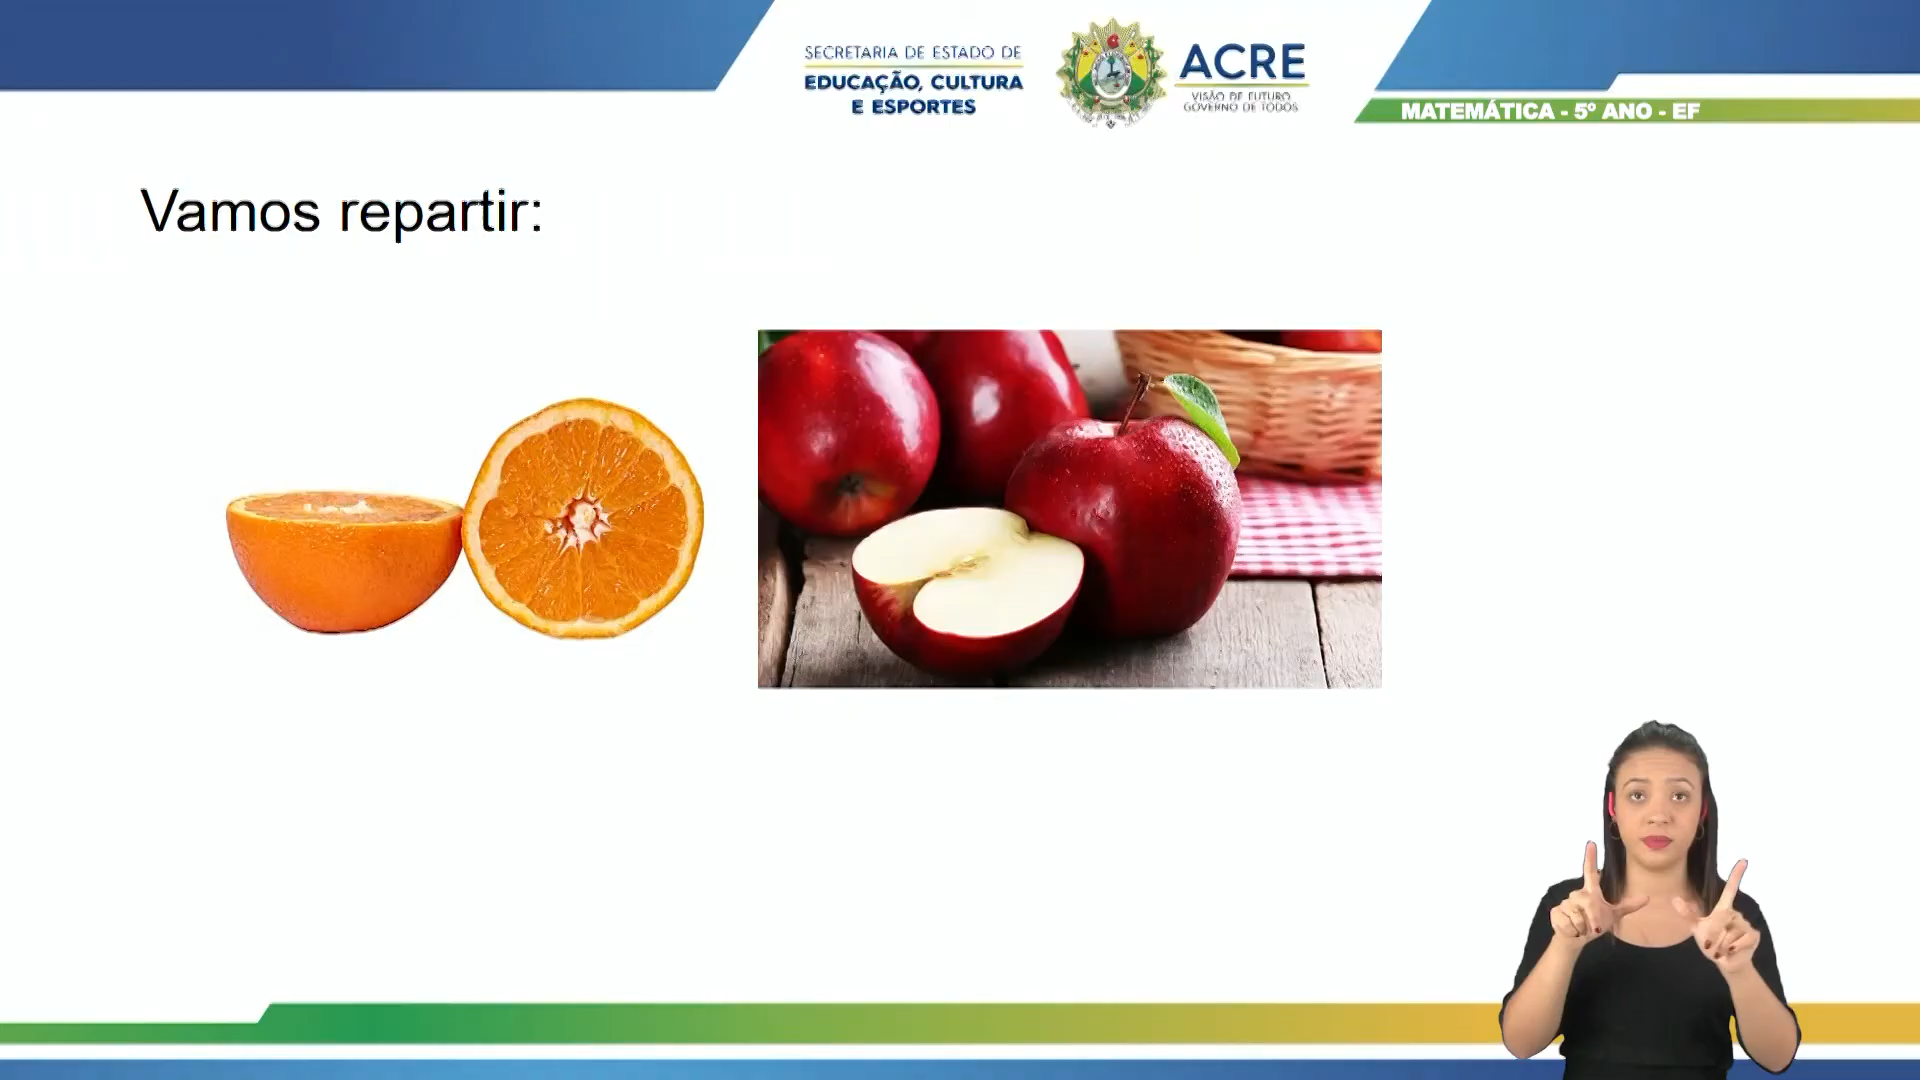 SECRETARIA DE ESTADO DE
EDUCAÇÃO, CULTURA
E ESPORTES
ACRE
VISÃO DE FUTURO
GOVERNO DE TODOS
MATEMÁTICA - 5º ANO - EF
Vamos repartir: